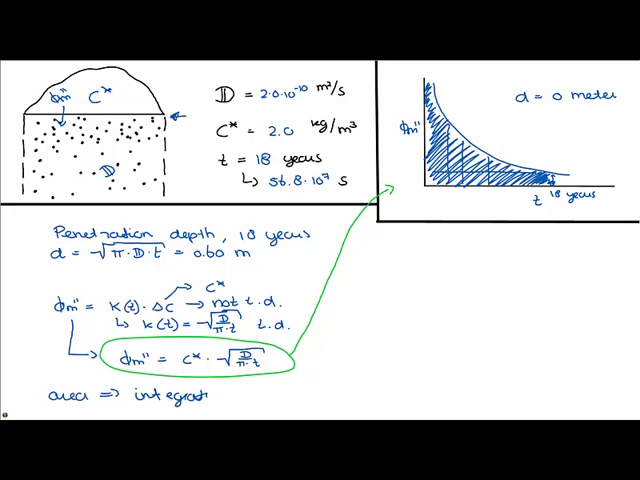 ϕm" C*
𝔻
𝔻 = 2.0·10⁻¹⁰ m²/s
C* = 2.0 kg/m³
t = 18 years
↳ 56.8·10⁷ s
d = 0 meter
ϕm"
18 years
t
Penetration depth, 18 years
d = √π·𝔻·t = 0.60 m
C*
ϕm" = k(t)·ΔC → not t.d.
↳ k(t) = √𝔻/π·t t.d.
ϕm" = C*·√𝔻/π·t
area ⇒ integrat